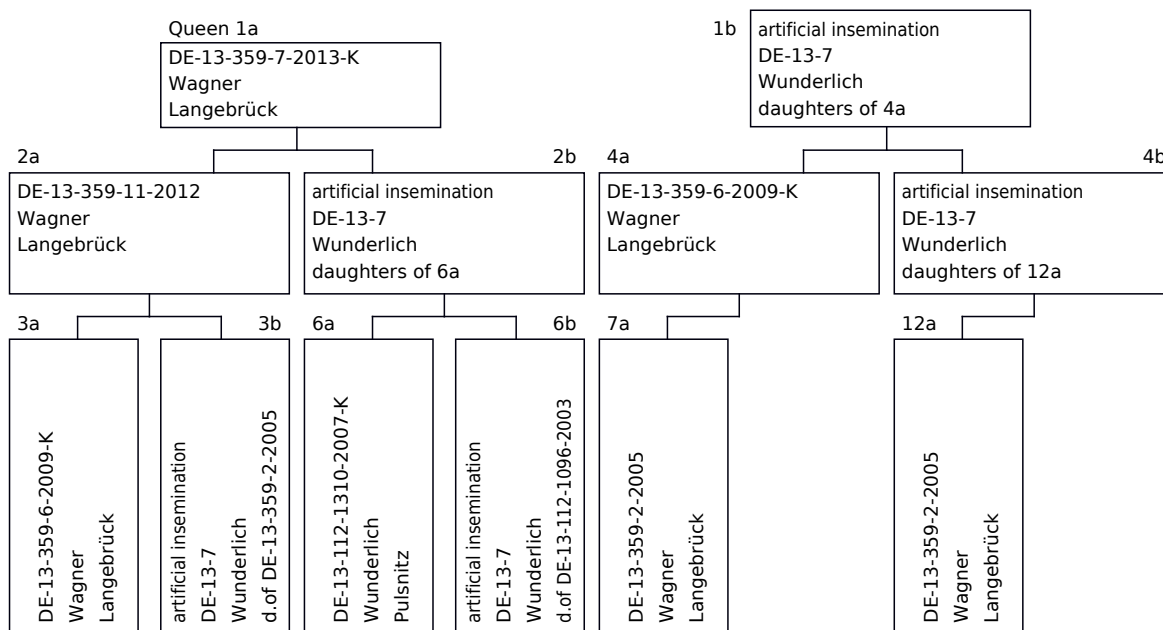 Queen 1a
DE-13-359-7-2013-K
Wagner
Langebrück
1b
artificial insemination
DE-13-7
Wunderlich
daughters of 4a
2a
DE-13-359-11-2012
Wagner
Langebrück
2b
artificial insemination
DE-13-7
Wunderlich
daughters of 6a
4a
DE-13-359-6-2009-K
Wagner
Langebrück
4b
artificial insemination
DE-13-7
Wunderlich
daughters of 12a
3a
DE-13-359-6-2009-K
Wagner
Langebrück
3b
artificial insemination
DE-13-7
Wunderlich
d.of DE-13-359-2-2005
6a
DE-13-112-1310-2007-K
Wunderlich
Pulsnitz
6b
artificial insemination
DE-13-7
Wunderlich
d.of DE-13-112-1096-2003
7a
DE-13-359-2-2005
Wagner
Langebrück
12a
DE-13-359-2-2005
Wagner
Langebrück